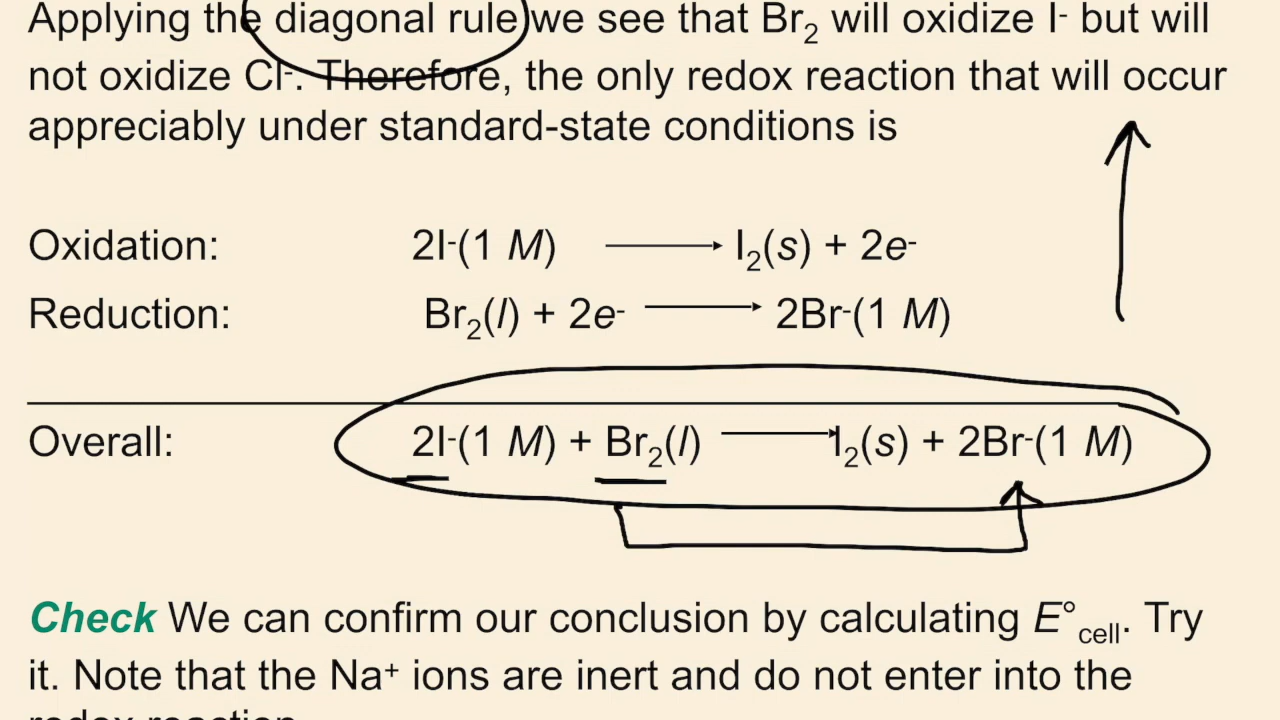 Applying the diagonal rule we see that Br₂ will oxidize I⁻ but will
not oxidize Cl⁻. Therefore, the only redox reaction that will occur
appreciably under standard-state conditions is
Oxidation: 2I⁻(1 M) → I₂(s) + 2e⁻
Reduction: Br₂(l) + 2e⁻ → 2Br⁻(1 M)
Overall: 2I⁻(1 M) + Br₂(l) → I₂(s) + 2Br⁻(1 M)
Check We can confirm our conclusion by calculating E°cell. Try
it. Note that the Na⁺ ions are inert and do not enter into the
redox reaction